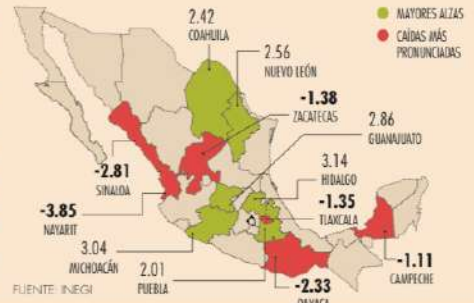 MAYORES ALZAS
CAÍDAS MÁS
PRONUNCIADAS
2.42
COAHUILA
2.56
NUEVO LEÓN
-1.38
ZACATECAS
2.86
GUANAJUATO
3.14
HIDALGO
-2.81
SINALOA
-1.35
TLAXCALA
-3.85
NAYARIT
3.04
MICHOACÁN
2.01
PUEBLA
-1.11
CAMPECHE
-2.33
OAXACA
FUENTE: INEGI